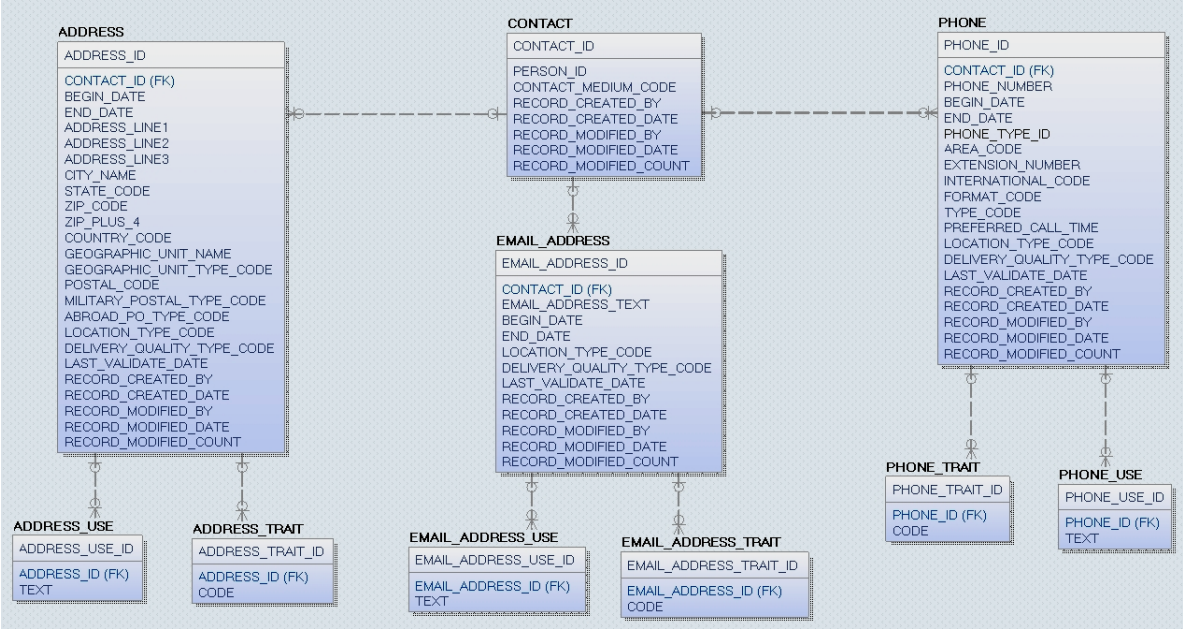 ADDRESS
ADDRESS_ID
CONTACT_ID (FK)
BEGIN_DATE
END_DATE
ADDRESS_LINE1
ADDRESS_LINE2
ADDRESS_LINE3
CITY_NAME
STATE_CODE
ZIP_CODE
ZIP_PLUS_4
COUNTRY_CODE
GEOGRAPHIC_UNIT_NAME
GEOGRAPHIC_UNIT_TYPE_CODE
POSTAL_CODE
MILITARY_POSTAL_TYPE_CODE
ABROAD_PO_TYPE_CODE
LOCATION_TYPE_CODE
DELIVERY_QUALITY_TYPE_CODE
LAST_VALIDATE_DATE
RECORD_CREATED_BY
RECORD_CREATED_DATE
RECORD_MODIFIED_BY
RECORD_MODIFIED_DATE
RECORD_MODIFIED_COUNT
CONTACT
CONTACT_ID
PERSON_ID
CONTACT_MEDIUM_CODE
RECORD_CREATED_BY
RECORD_CREATED_DATE
RECORD_MODIFIED_BY
RECORD_MODIFIED_DATE
RECORD_MODIFIED_COUNT
PHONE
PHONE_ID
CONTACT_ID (FK)
PHONE_NUMBER
BEGIN_DATE
END_DATE
PHONE_TYPE_ID
AREA_CODE
EXTENSION_NUMBER
INTERNATIONAL_CODE
FORMAT_CODE
TYPE_CODE
PREFERRED_CALL_TIME
LOCATION_TYPE_CODE
DELIVERY_QUALITY_TYPE_CODE
LAST_VALIDATE_DATE
RECORD_CREATED_BY
RECORD_CREATED_DATE
RECORD_MODIFIED_BY
RECORD_MODIFIED_DATE
RECORD_MODIFIED_COUNT
EMAIL_ADDRESS
EMAIL_ADDRESS_ID
CONTACT_ID (FK)
EMAIL_ADDRESS_TEXT
BEGIN_DATE
END_DATE
LOCATION_TYPE_CODE
DELIVERY_QUALITY_TYPE_CODE
LAST_VALIDATE_DATE
RECORD_CREATED_BY
RECORD_CREATED_DATE
RECORD_MODIFIED_BY
RECORD_MODIFIED_DATE
RECORD_MODIFIED_COUNT
ADDRESS_USE
ADDRESS_USE_ID
ADDRESS_ID (FK)
TEXT
ADDRESS_TRAIT
ADDRESS_TRAIT_ID
ADDRESS_ID (FK)
CODE
EMAIL_ADDRESS_USE
EMAIL_ADDRESS_USE_ID
EMAIL_ADDRESS_ID (FK)
TEXT
EMAIL_ADDRESS_TRAIT
EMAIL_ADDRESS_TRAIT_ID
EMAIL_ADDRESS_ID (FK)
CODE
PHONE_TRAIT
PHONE_TRAIT_ID
PHONE_ID (FK)
CODE
PHONE_USE
PHONE_USE_ID
PHONE_ID (FK)
TEXT